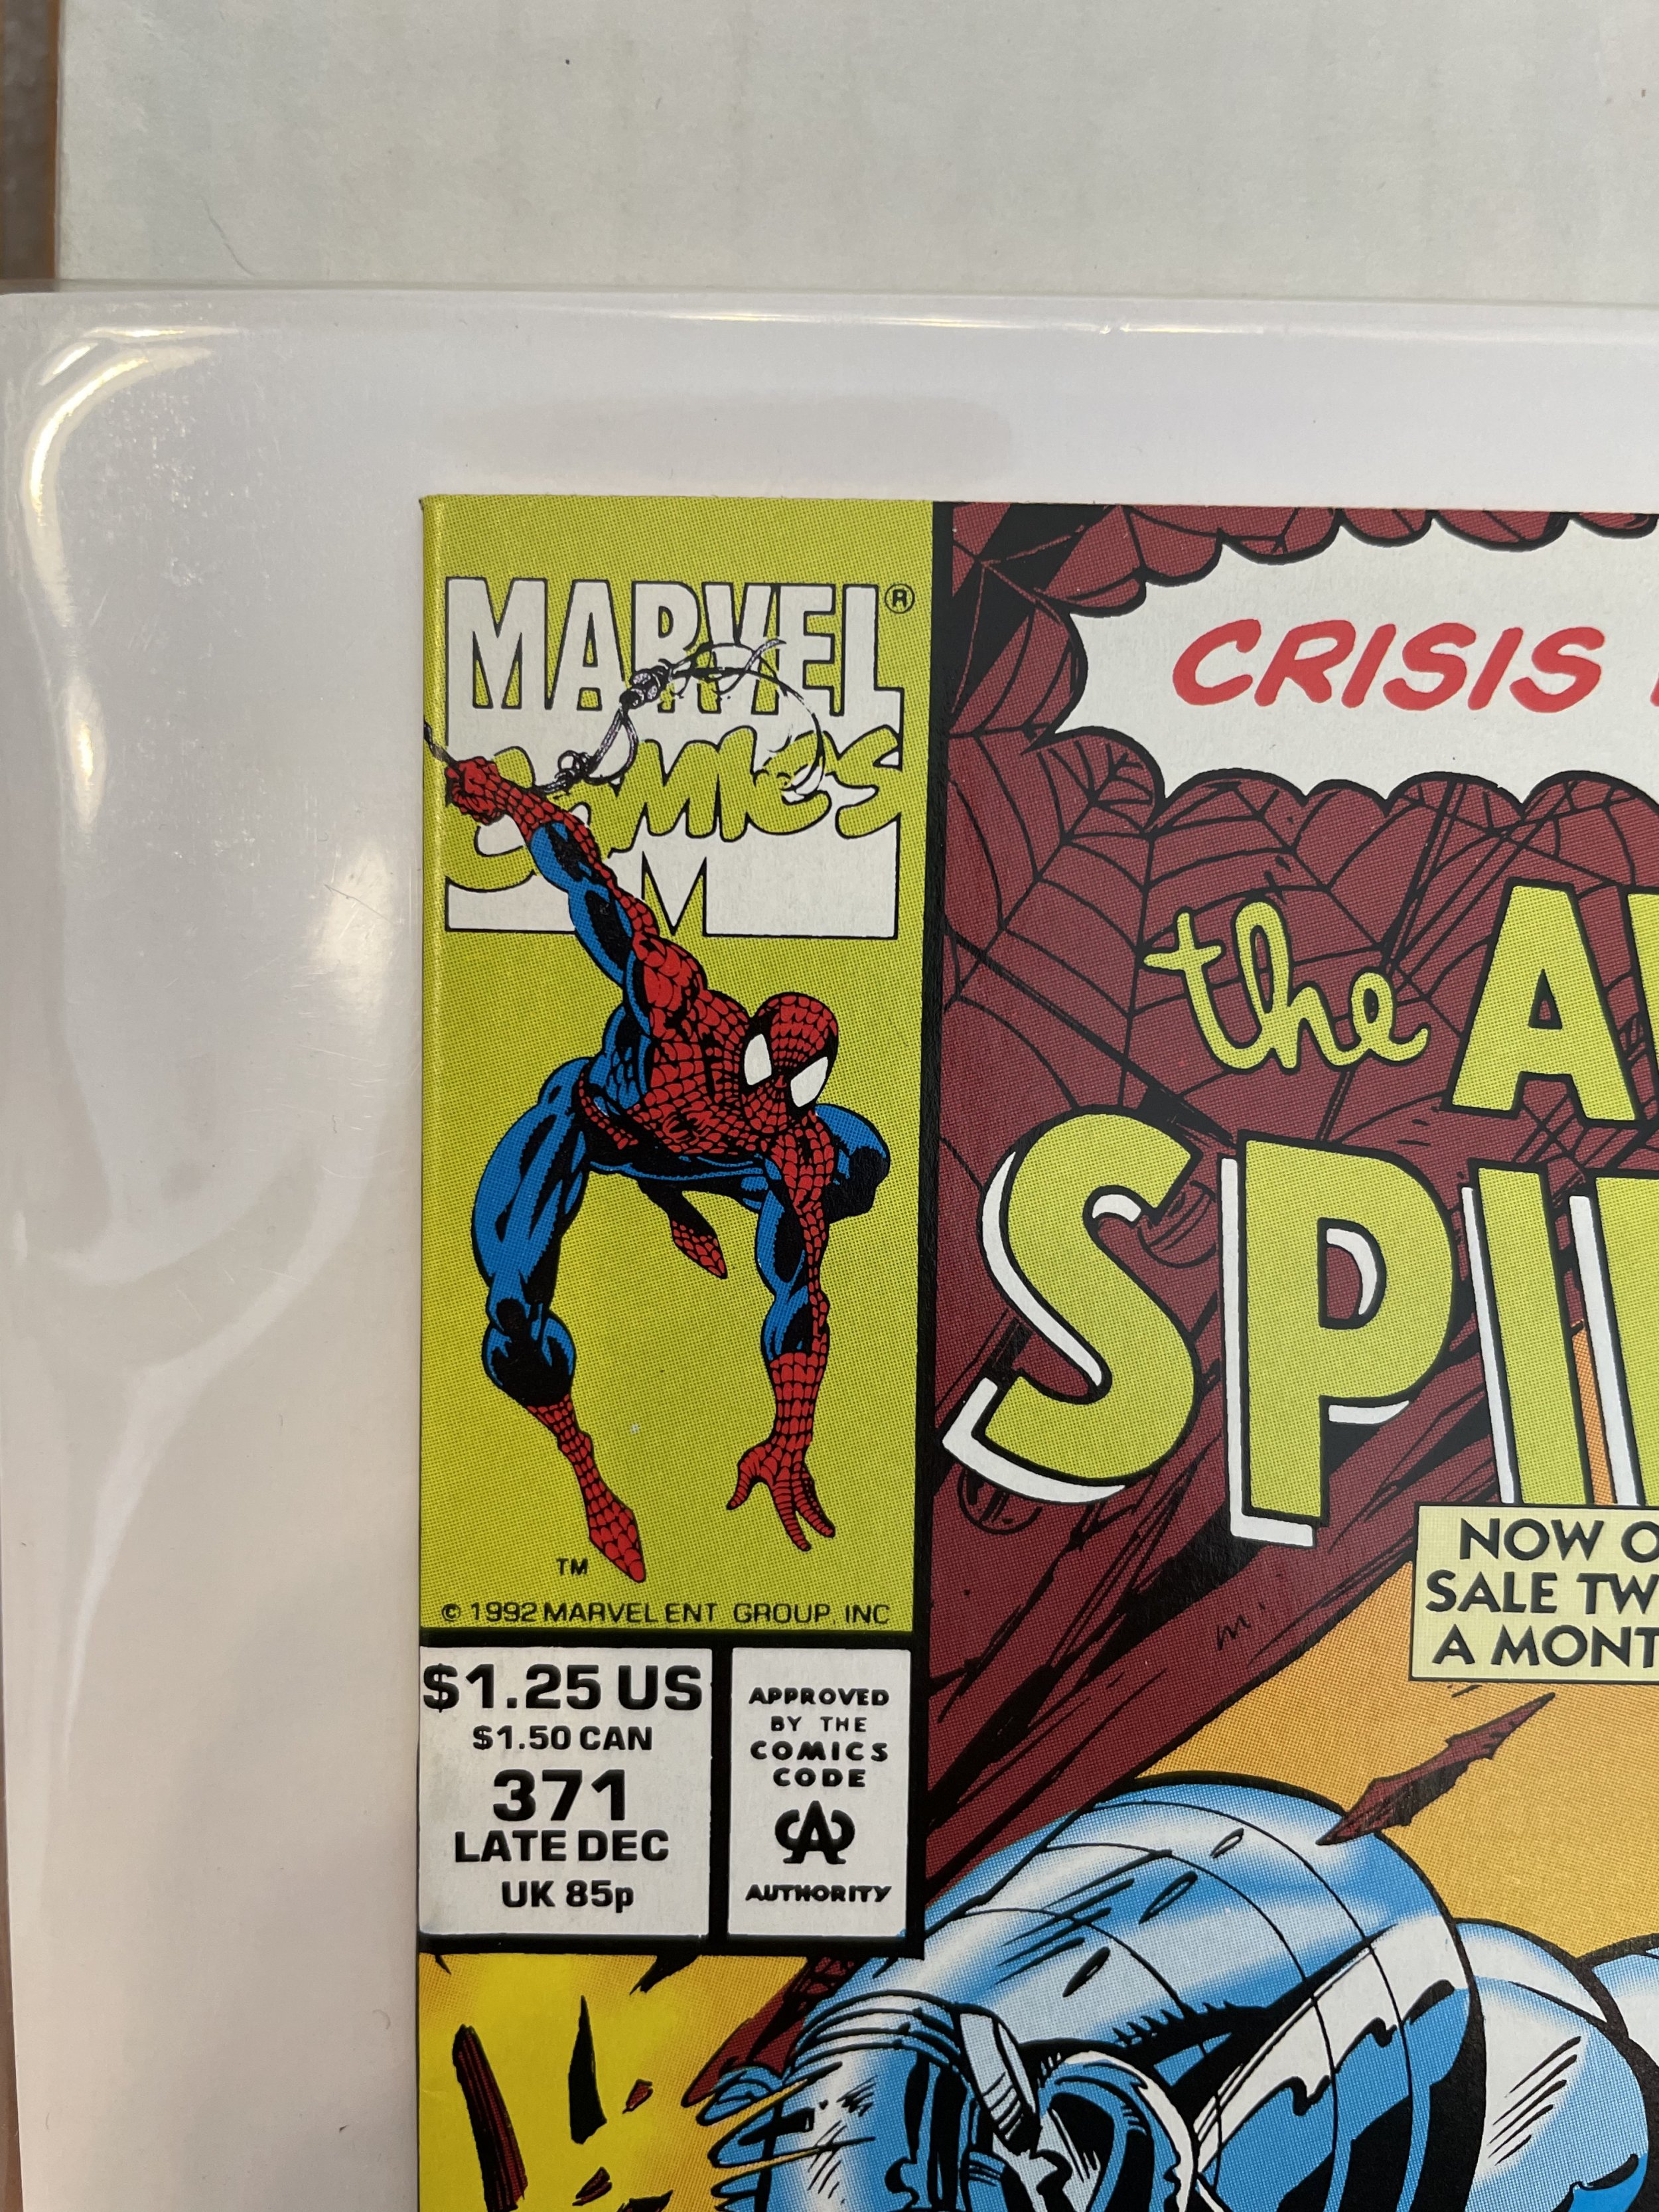 MARVEL®
COMICS
M
TM
© 1992 MARVEL ENT GROUP INC
$1.25 US
$1.50 CAN
371
LATE DEC
UK 85p
APPROVED
BY THE
COMICS
CODE
CA
AUTHORITY
CRISIS
the A
SPI
NOW O
SALE TW
A MONT